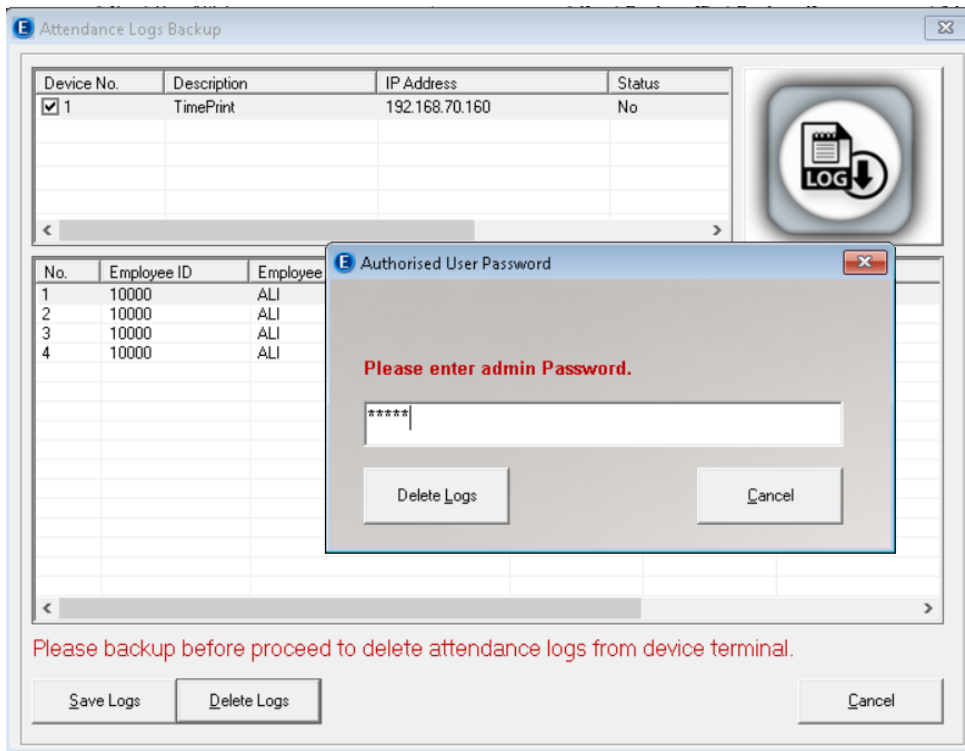 Attendance Logs Backup
Device No. Description IP Address Status
1 TimePrint 192.168.70.160 No
LOG
No. Employee ID Employee
1 10000 ALI
2 10000 ALI
3 10000 ALI
4 10000 ALI
Authorised User Password
Please enter admin Password.
*****
Delete Logs Cancel
Please backup before proceed to delete attendance logs from device terminal.
Save Logs Delete Logs Cancel